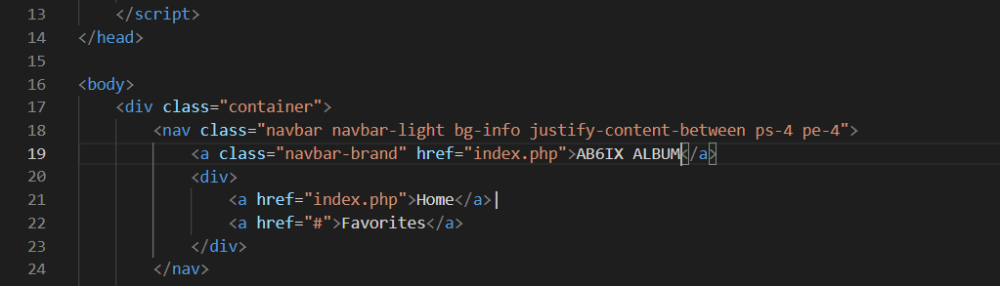 13 </script>
14 </head>
15
16 <body>
17 <div class="container">
18 <nav class="navbar navbar-light bg-info justify-content-between ps-4 pe-4">
19 <a class="navbar-brand" href="index.php">AB6IX ALBUM</a>
20 <div>
21 <a href="index.php">Home</a>|
22 <a href="#">Favorites</a>
23 </div>
24 </nav>